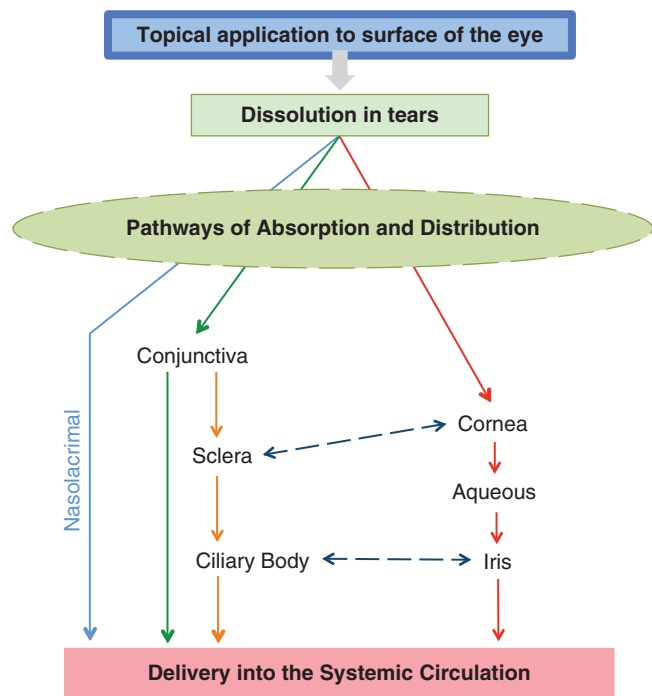 Topical application to surface of the eye
Dissolution in tears
Pathways of Absorption and Distribution
Conjunctiva
Nasolacrimal
Cornea
Sclera
Aqueous
Ciliary Body
Iris
Delivery into the Systemic Circulation